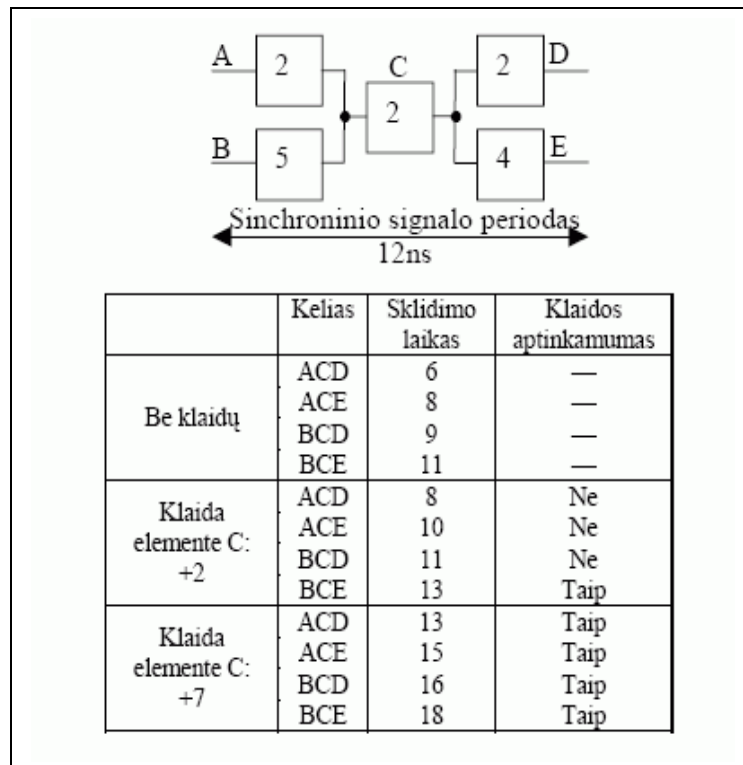 A 2 C 2 D
2
B 5 4 E
Sinchroninio signalo periodas
12ns
Kelias Sklidimo laikas Klaidos aptinkamumas
Be klaidų
ACD 6 —
ACE 8 —
BCD 9 —
BCE 11 —
Klaida elemente C: +2
ACD 8 Ne
ACE 10 Ne
BCD 11 Ne
BCE 13 Taip
Klaida elemente C: +7
ACD 13 Taip
ACE 15 Taip
BCD 16 Taip
BCE 18 Taip